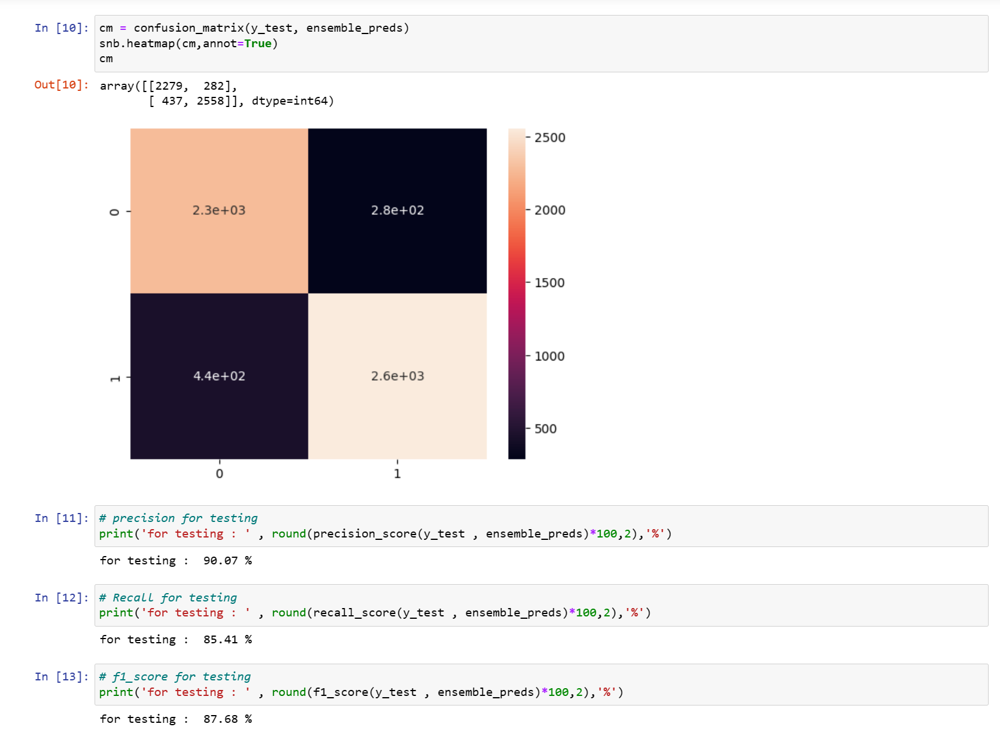 In [10]: cm = confusion_matrix(y_test, ensemble_preds)
snb.heatmap(cm,annot=True)
cm
Out[10]: array([[2279,  282],
       [ 437, 2558]], dtype=int64)
2500
0
2.3e+03
2.8e+02
2000
1500
1000
1
4.4e+02
2.6e+03
500
0
1
In [11]: # precision for testing
print('for testing : ' , round(precision_score(y_test , ensemble_preds)*100,2),'%')
for testing :  90.07 %
In [12]: # Recall for testing
print('for testing : ' , round(recall_score(y_test , ensemble_preds)*100,2),'%')
for testing :  85.41 %
In [13]: # f1_score for testing
print('for testing : ' , round(f1_score(y_test , ensemble_preds)*100,2),'%')
for testing :  87.68 %